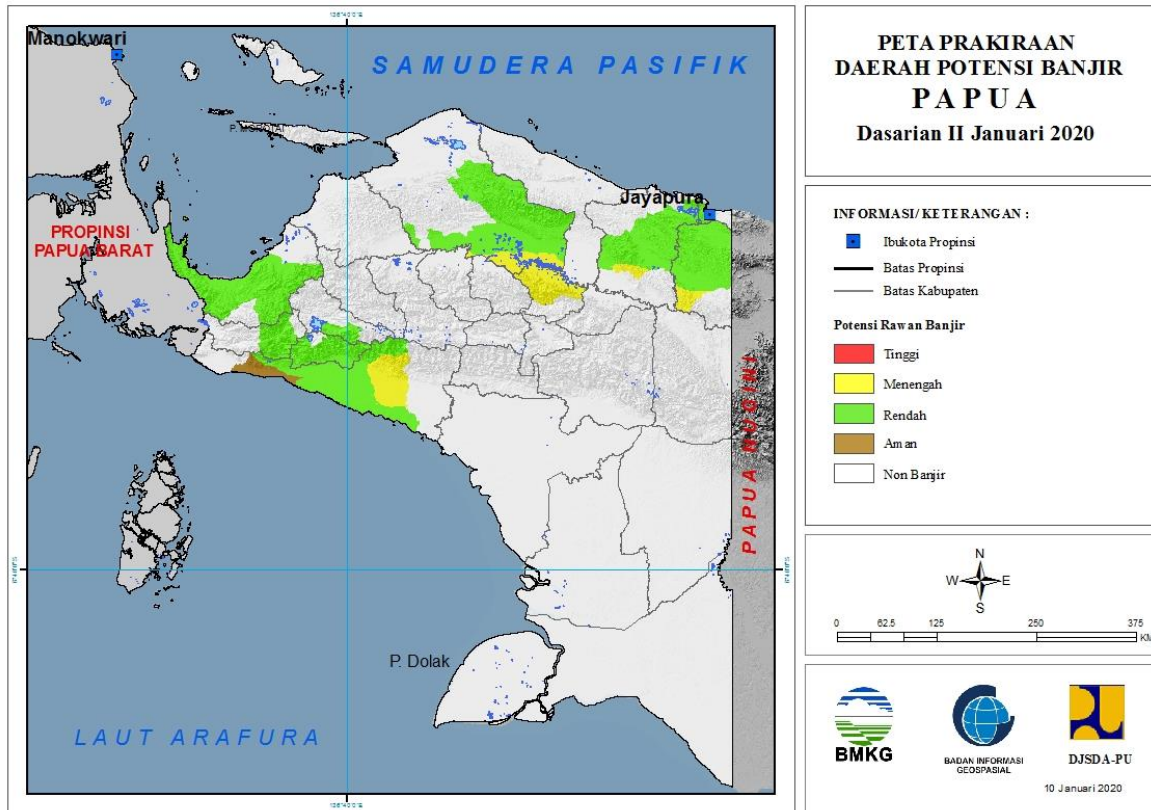 Manokwari
SAMUDERA PASIFIK
Jayapura
PROPINSI
PAPUA BARAT
PAPUA NUGINI
P. Dolak
LAUT ARAFURA
PETA PRAKIRAAN
DAERAH POTENSI BANJIR
PAPUA
Dasarian II Januari 2020
INFORMASI/ KETERANGAN :
Ibukota Propinsi
Batas Propinsi
Batas Kabupaten
Potensi Rawan Banjir
Tinggi
Menengah
Rendah
Aman
Non Banjir
N
W E
S
0 62.5 125 250 375
KM
BMKG
BADAN INFORMASI
GEOSPASIAL
DJSDA-PU
10 Januari 2020